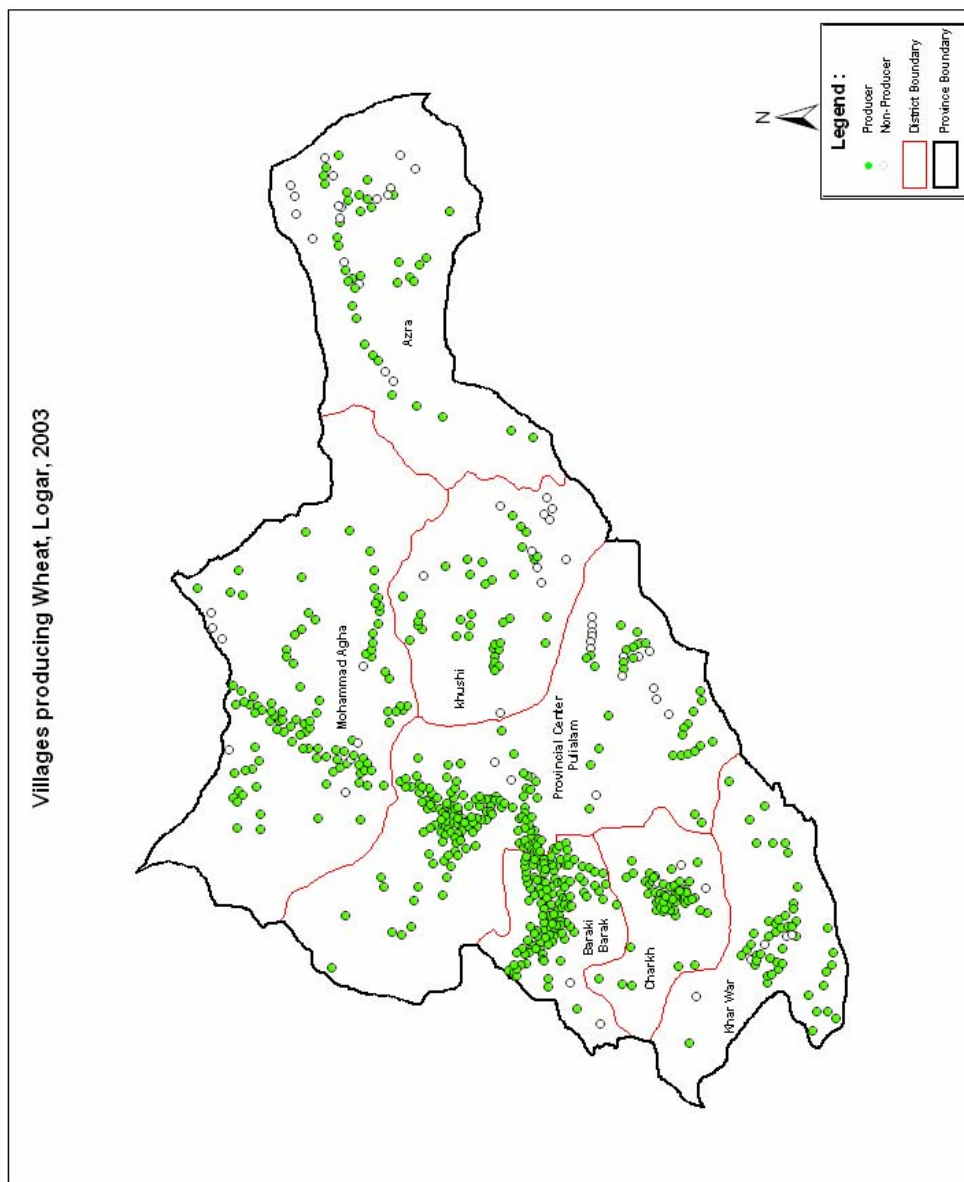 Villages producing Wheat, Logar, 2003
Azra
Mohammad Agha
khushi
Provincial Center
Pulialam
Baraki
Barak
Charkh
Khar War
N
Legend :
Producer
Non-Producer
District Boundary
Province Boundary